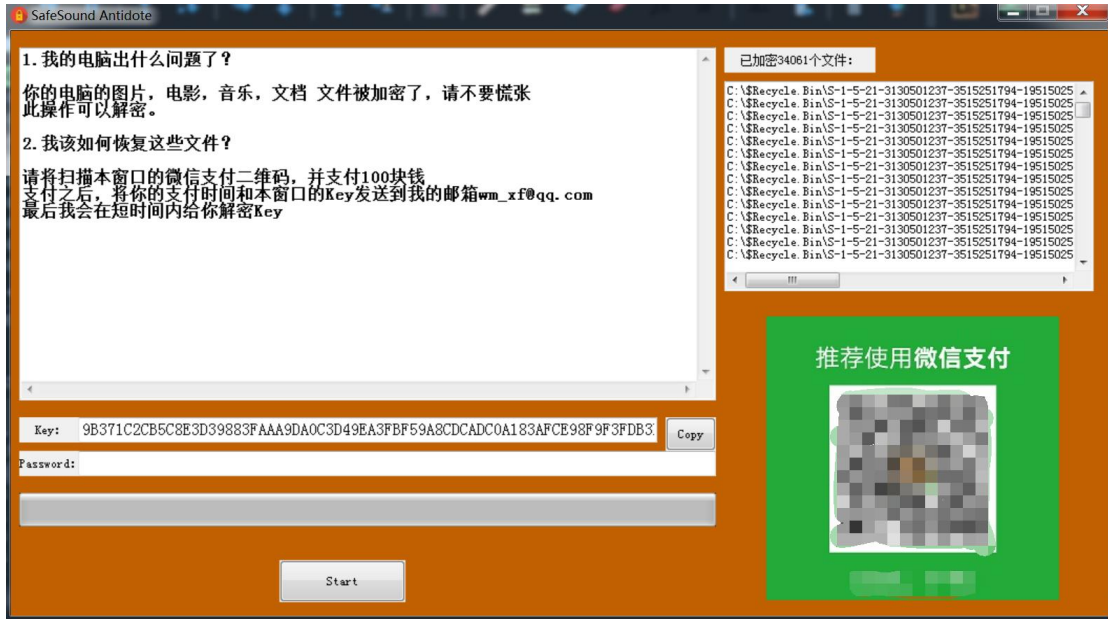 SafeSound Antidote
1.我的电脑出什么问题了？
你的电脑的图片，电影，音乐，文档 文件被加密了，请不要慌张
此操作可以解密。
2.我该如何恢复这些文件？
请将扫描本窗口的微信支付二维码，并支付100块钱
支付之后，将你的支付时间和本窗口的Key发送到我的邮箱wm_xf@qq.com
最后我会在短时间内给你解密Key
已加密34061个文件：
C:\$Recycle.Bin\S-1-5-21-3130501237-3515251794-19515025
C:\$Recycle.Bin\S-1-5-21-3130501237-3515251794-19515025
C:\$Recycle.Bin\S-1-5-21-3130501237-3515251794-19515025
C:\$Recycle.Bin\S-1-5-21-3130501237-3515251794-19515025
C:\$Recycle.Bin\S-1-5-21-3130501237-3515251794-19515025
C:\$Recycle.Bin\S-1-5-21-3130501237-3515251794-19515025
C:\$Recycle.Bin\S-1-5-21-3130501237-3515251794-19515025
C:\$Recycle.Bin\S-1-5-21-3130501237-3515251794-19515025
C:\$Recycle.Bin\S-1-5-21-3130501237-3515251794-19515025
C:\$Recycle.Bin\S-1-5-21-3130501237-3515251794-19515025
C:\$Recycle.Bin\S-1-5-21-3130501237-3515251794-19515025
C:\$Recycle.Bin\S-1-5-21-3130501237-3515251794-19515025
C:\$Recycle.Bin\S-1-5-21-3130501237-3515251794-19515025
C:\$Recycle.Bin\S-1-5-21-3130501237-3515251794-19515025
推荐使用微信支付
Key: 9B371C2CB5C8E3D39883FAAA9DA0C3D49EA3FBF59A8CDCADC0A183AFCE98F9F3FDB3 Copy
Password:
Start